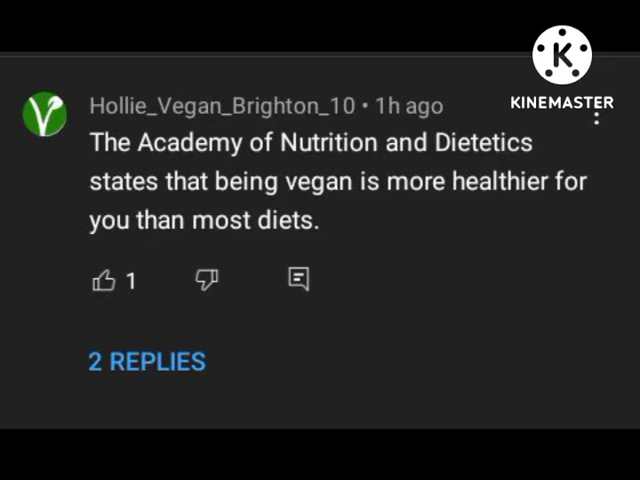 Hollie_Vegan_Brighton_10 • 1h ago
KINEMASTER
The Academy of Nutrition and Dietetics
states that being vegan is more healthier for
you than most diets.
1
2 REPLIES